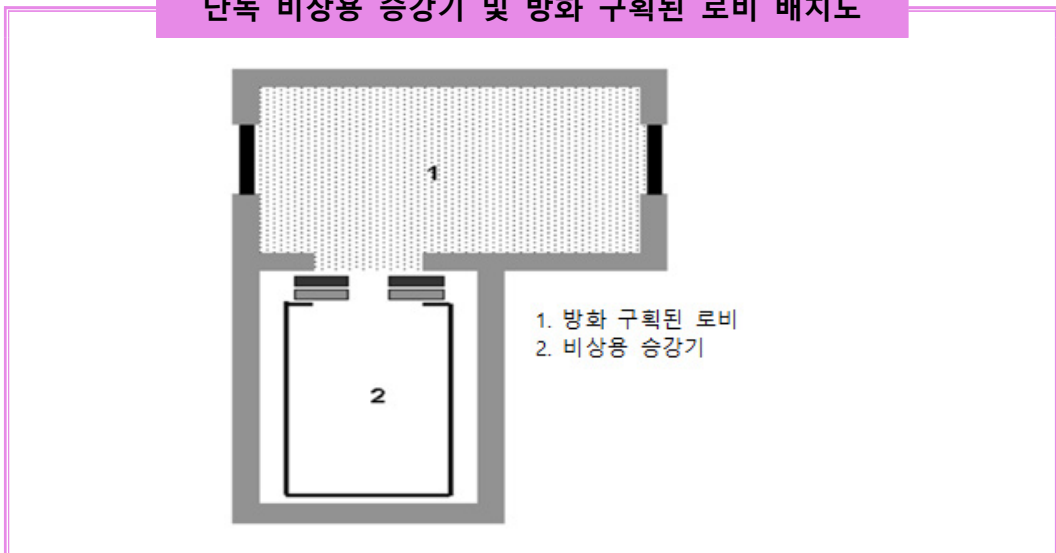 단독 비상용 승강기 및 방화 구획된 로비 배치도
1
1. 방화 구획된 로비
2. 비상용 승강기
2